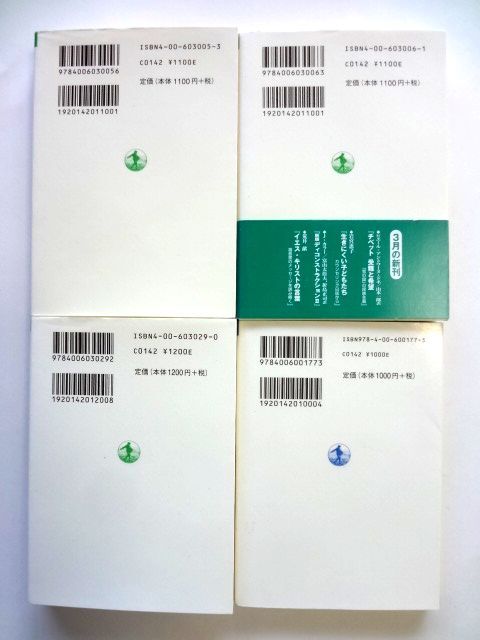 ISBN4-00-603005-3
9784006030056
C0142 ¥1100E
定価(本体1100円+税)
1920142011001
ISBN4-00-603006-1
9784006030063
C0142 ¥1100E
定価(本体1100円+税)
1920142011001
3月の新刊
『チベット 受難と希望
『生きにくい子どもたち
『新版 ディコンストラクションⅡ
『イエス・キリストの言葉
ISBN4-00-603029-0
9784006030292
C0142 ¥1200E
定価(本体1200円+税)
1920142012008
ISBN978-4-00-600177-3
9784006001773
C0142 ¥1000E
定価(本体1000円+税)
1920142010004